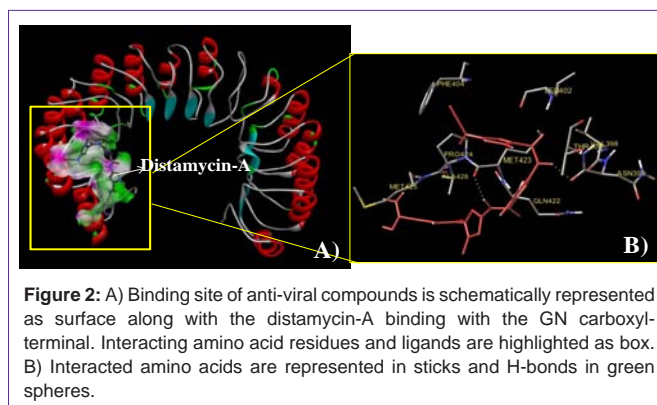 Distamycin-A
A)
PHE404
PRO424
MET423
GLN422
B)
Figure 2: A) Binding site of anti-viral compounds is schematically represented
as surface along with the distamycin-A binding with the GN carboxyl-
terminal. Interacting amino acid residues and ligands are highlighted as box.
B) Interacted amino acids are represented in sticks and H-bonds in green
spheres.